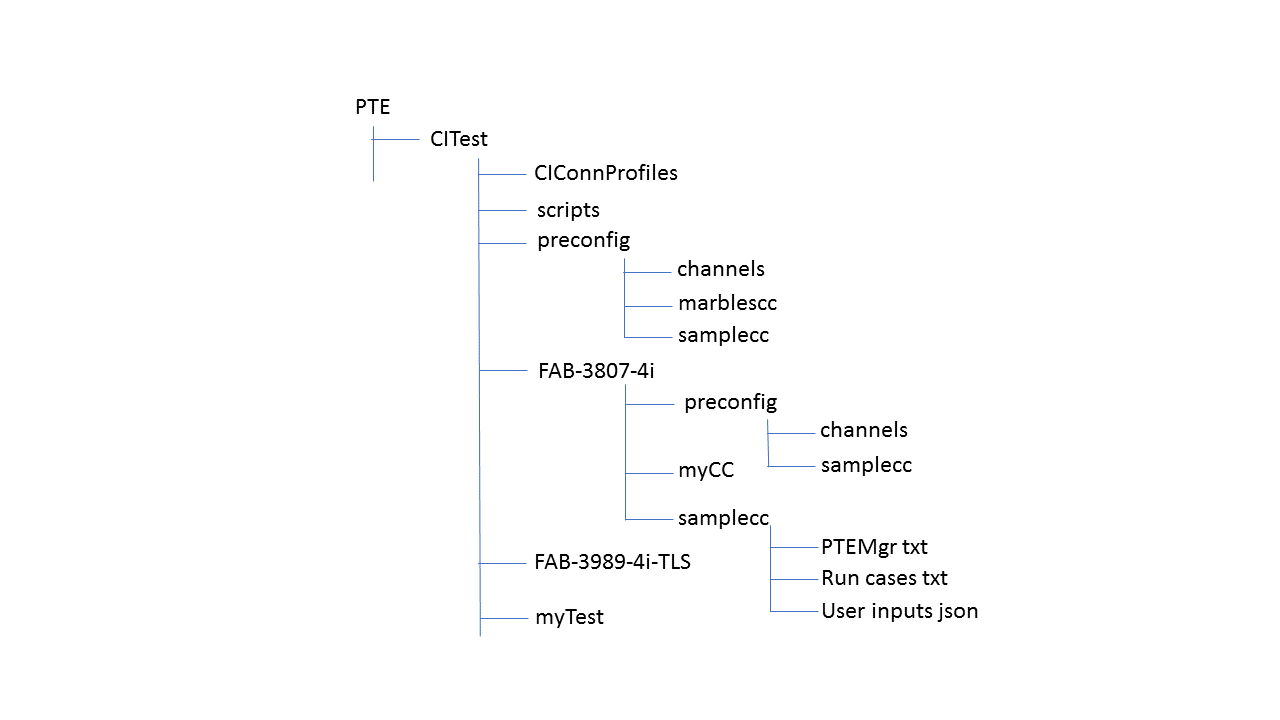 PTE
CITest
CIConnProfiles
scripts
preconfig
channels
marblescc
samplecc
FAB-3807-4i
preconfig
channels
samplecc
myCC
samplecc
PTEMgr txt
Run cases txt
User inputs json
FAB-3989-4i-TLS
myTest